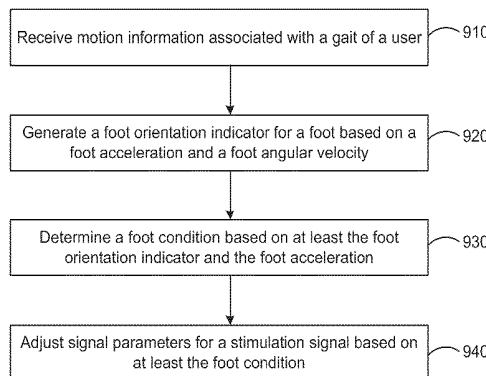 Receive motion information associated with a gait of a user
910
Generate a foot orientation indicator for a foot based on a
foot acceleration and a foot angular velocity
920
Determine a foot condition based on at least the foot
orientation indicator and the foot acceleration
930
Adjust signal parameters for a stimulation signal based on
at least the foot condition
940